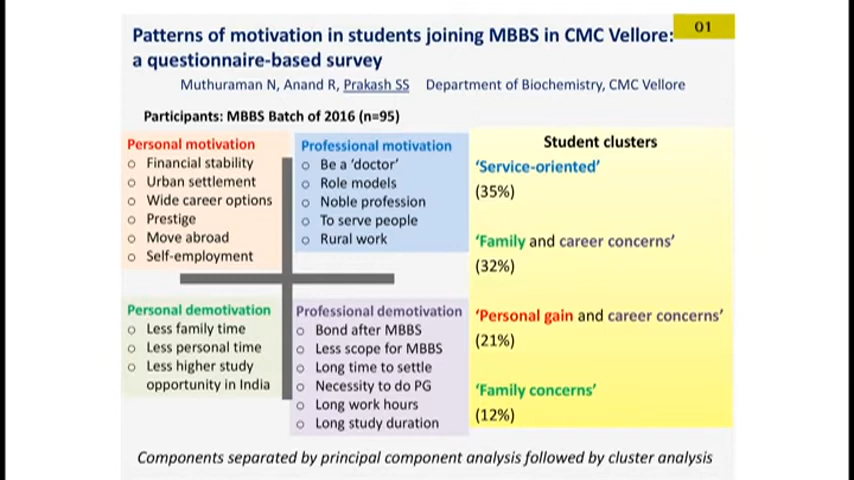 01
Patterns of motivation in students joining MBBS in CMC Vellore:
a questionnaire-based survey
Muthuraman N, Anand R, Prakash SS Department of Biochemistry, CMC Vellore
Participants: MBBS Batch of 2016 (n=95)
Personal motivation
o Financial stability
o Urban settlement
o Wide career options
o Prestige
o Move abroad
o Self-employment
Professional motivation
o Be a ‘doctor’
o Role models
o Noble profession
o To serve people
o Rural work
Personal demotivation
o Less family time
o Less personal time
o Less higher study
opportunity in India
Professional demotivation
o Bond after MBBS
o Less scope for MBBS
o Long time to settle
o Necessity to do PG
o Long work hours
o Long study duration
Student clusters
‘Service-oriented’
(35%)
‘Family and career concerns’
(32%)
‘Personal gain and career concerns’
(21%)
‘Family concerns’
(12%)
Components separated by principal component analysis followed by cluster analysis